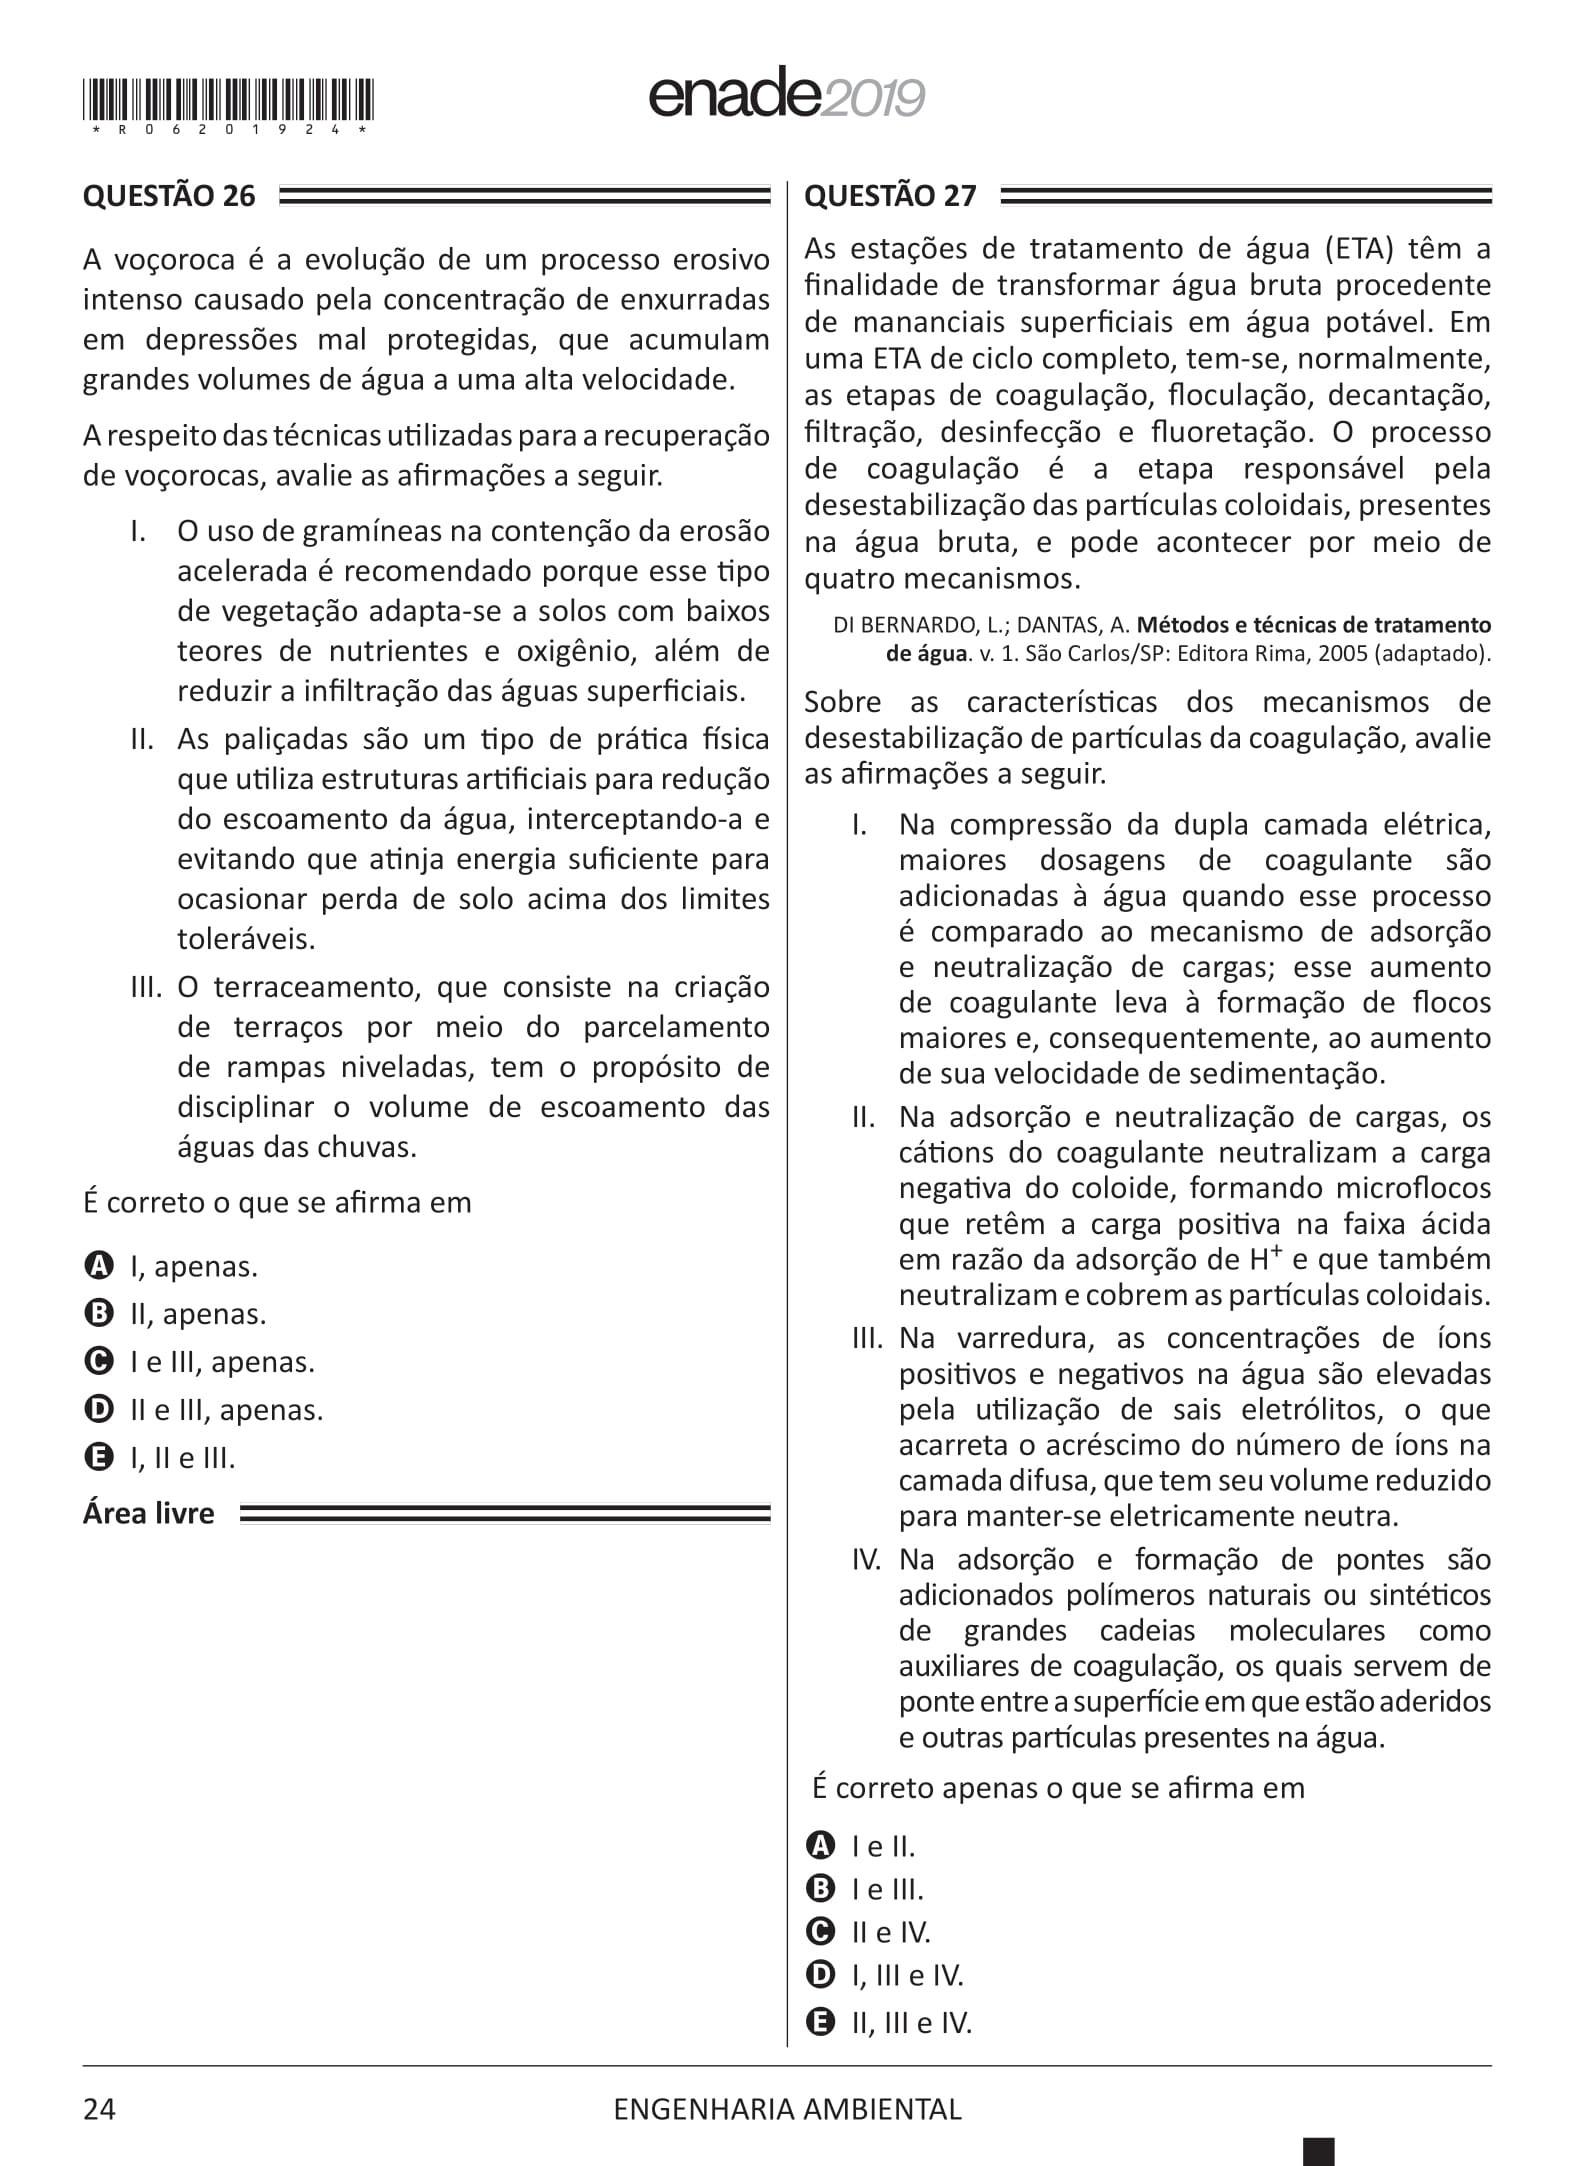 *R06201924*
enade2019
QUESTÃO 26
A voçoroca é a evolução de um processo erosivo
intenso causado pela concentração de enxurradas
em depressões mal protegidas, que acumulam
grandes volumes de água a uma alta velocidade.
A respeito das técnicas utilizadas para a recuperação
de voçorocas, avalie as afirmações a seguir.
I. O uso de gramíneas na contenção da erosão
acelerada é recomendado porque esse tipo
de vegetação adapta-se a solos com baixos
teores de nutrientes e oxigênio, além de
reduzir a infiltração das águas superficiais.
II. As paliçadas são um tipo de prática física
que utiliza estruturas artificiais para redução
do escoamento da água, interceptando-a e
evitando que atinja energia suficiente para
ocasionar perda de solo acima dos limites
toleráveis.
III. O terraceamento, que consiste na criação
de terraços por meio do parcelamento
de rampas niveladas, tem o propósito de
disciplinar o volume de escoamento das
águas das chuvas.
É correto o que se afirma em
A I, apenas.
B II, apenas.
C I e III, apenas.
D II e III, apenas.
E I, II e III.
Área livre
QUESTÃO 27
As estações de tratamento de água (ETA) têm a
finalidade de transformar água bruta procedente
de mananciais superficiais em água potável. Em
uma ETA de ciclo completo, tem-se, normalmente,
as etapas de coagulação, floculação, decantação,
filtração, desinfecção e fluoretação. O processo
de coagulação é a etapa responsável pela
desestabilização das partículas coloidais, presentes
na água bruta, e pode acontecer por meio de
quatro mecanismos.
DI BERNARDO, L.; DANTAS, A. Métodos e técnicas de tratamento
de água. v. 1. São Carlos/SP: Editora Rima, 2005 (adaptado).
Sobre as características dos mecanismos de
desestabilização de partículas da coagulação, avalie
as afirmações a seguir.
I. Na compressão da dupla camada elétrica,
maiores dosagens de coagulante são
adicionadas à água quando esse processo
é comparado ao mecanismo de adsorção
e neutralização de cargas; esse aumento
de coagulante leva à formação de flocos
maiores e, consequentemente, ao aumento
de sua velocidade de sedimentação.
II. Na adsorção e neutralização de cargas, os
cátions do coagulante neutralizam a carga
negativa do coloide, formando microflocos
que retêm a carga positiva na faixa ácida
em razão da adsorção de H⁺ e que também
neutralizam e cobrem as partículas coloidais.
III. Na varredura, as concentrações de íons
positivos e negativos na água são elevadas
pela utilização de sais eletrólitos, o que
acarreta o acréscimo do número de íons na
camada difusa, que tem seu volume reduzido
para manter-se eletricamente neutra.
IV. Na adsorção e formação de pontes são
adicionados polímeros naturais ou sintéticos
de grandes cadeias moleculares como
auxiliares de coagulação, os quais servem de
ponte entre a superfície em que estão aderidos
e outras partículas presentes na água.
É correto apenas o que se afirma em
A I e II.
B I e III.
C II e IV.
D I, III e IV.
E II, III e IV.
24
ENGENHARIA AMBIENTAL